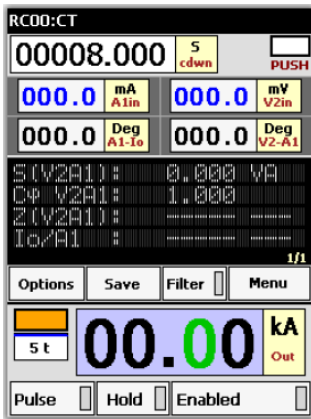 RC00:CT
00008.000 S cdwn PUSH
000.0 mA A1in 000.0 mV V2in
000.0 Deg A1-Io 000.0 Deg V2-A1
S(V2A1): 0.000 VA
Cφ V2A1: 1.000
Z(V2A1) : ------ ----
Io/A1 : ------ ----
1/1
Options Save Filter Menu
5 t 00.00 kA Out
Pulse Hold Enabled